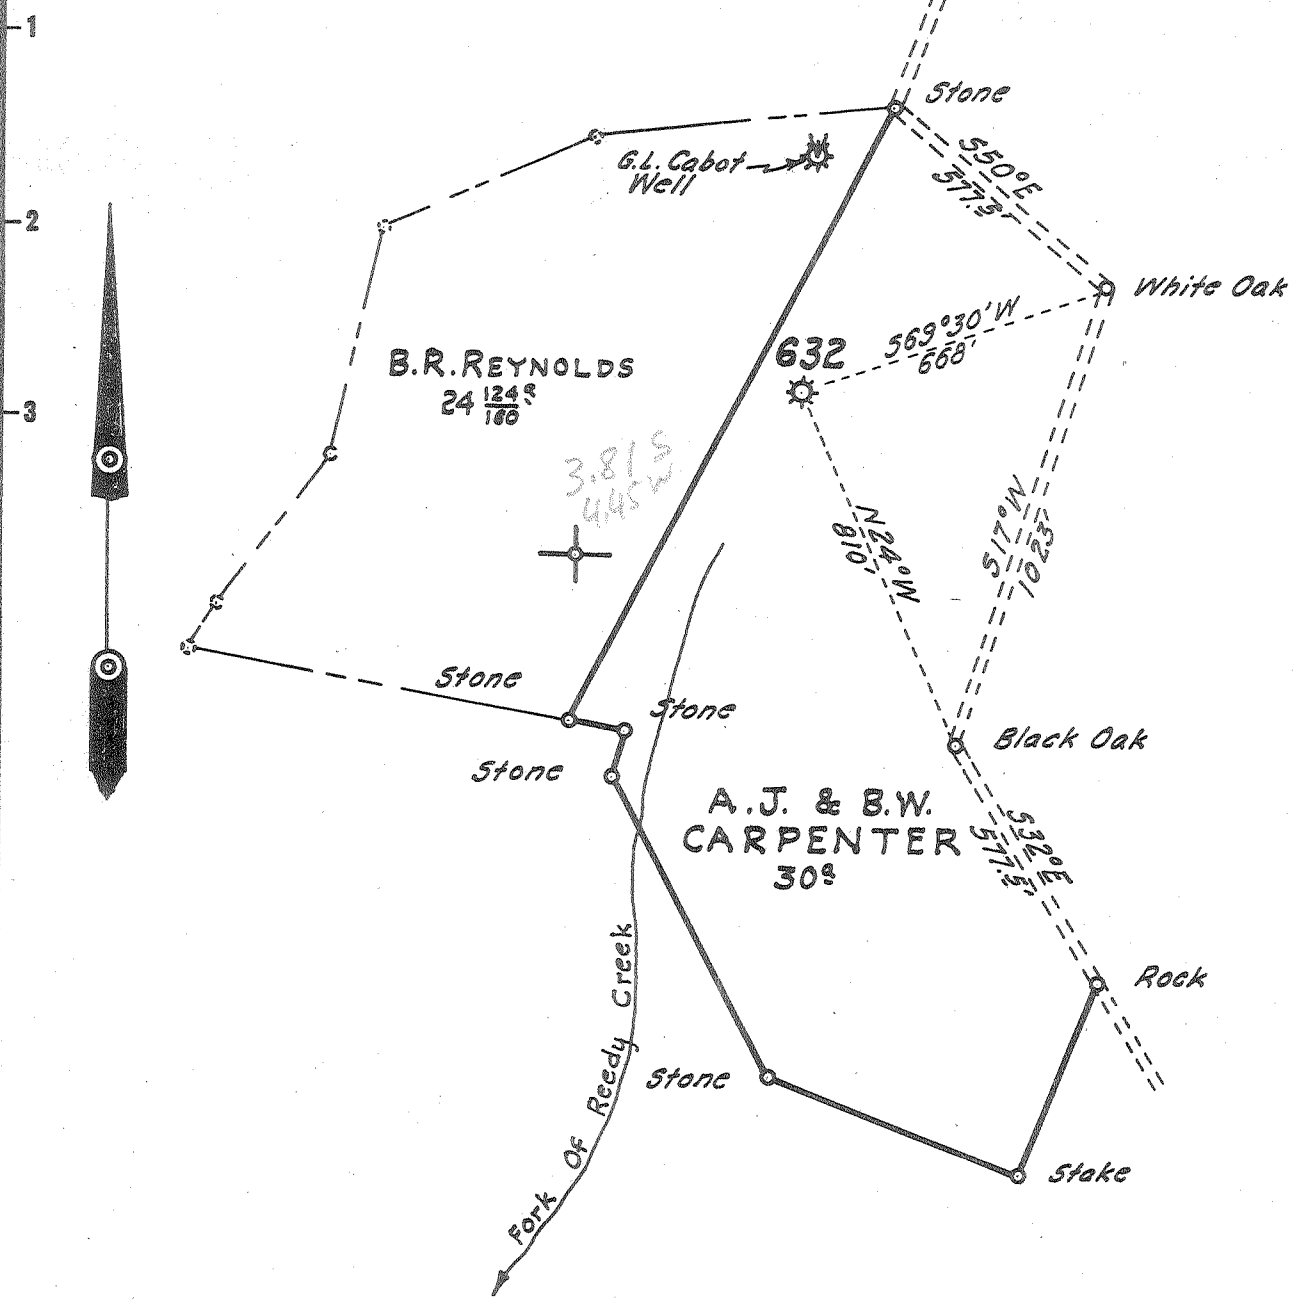 1
Stone
G.L. Cabot
Well
S50°E
577.5'
2
White Oak
S69°30'W
668'
632
B.R. REYNOLDS
24 124/160 a.
3
3.81 S
4.45 W
N24°W
810'
S17°W
1023'
Stone
Stone
Stone
Black Oak
A.J. & B.W.
CARPENTER
30a.
S32°E
577.5'
Rock
Stone
Stake
Fork Of Reedy Creek